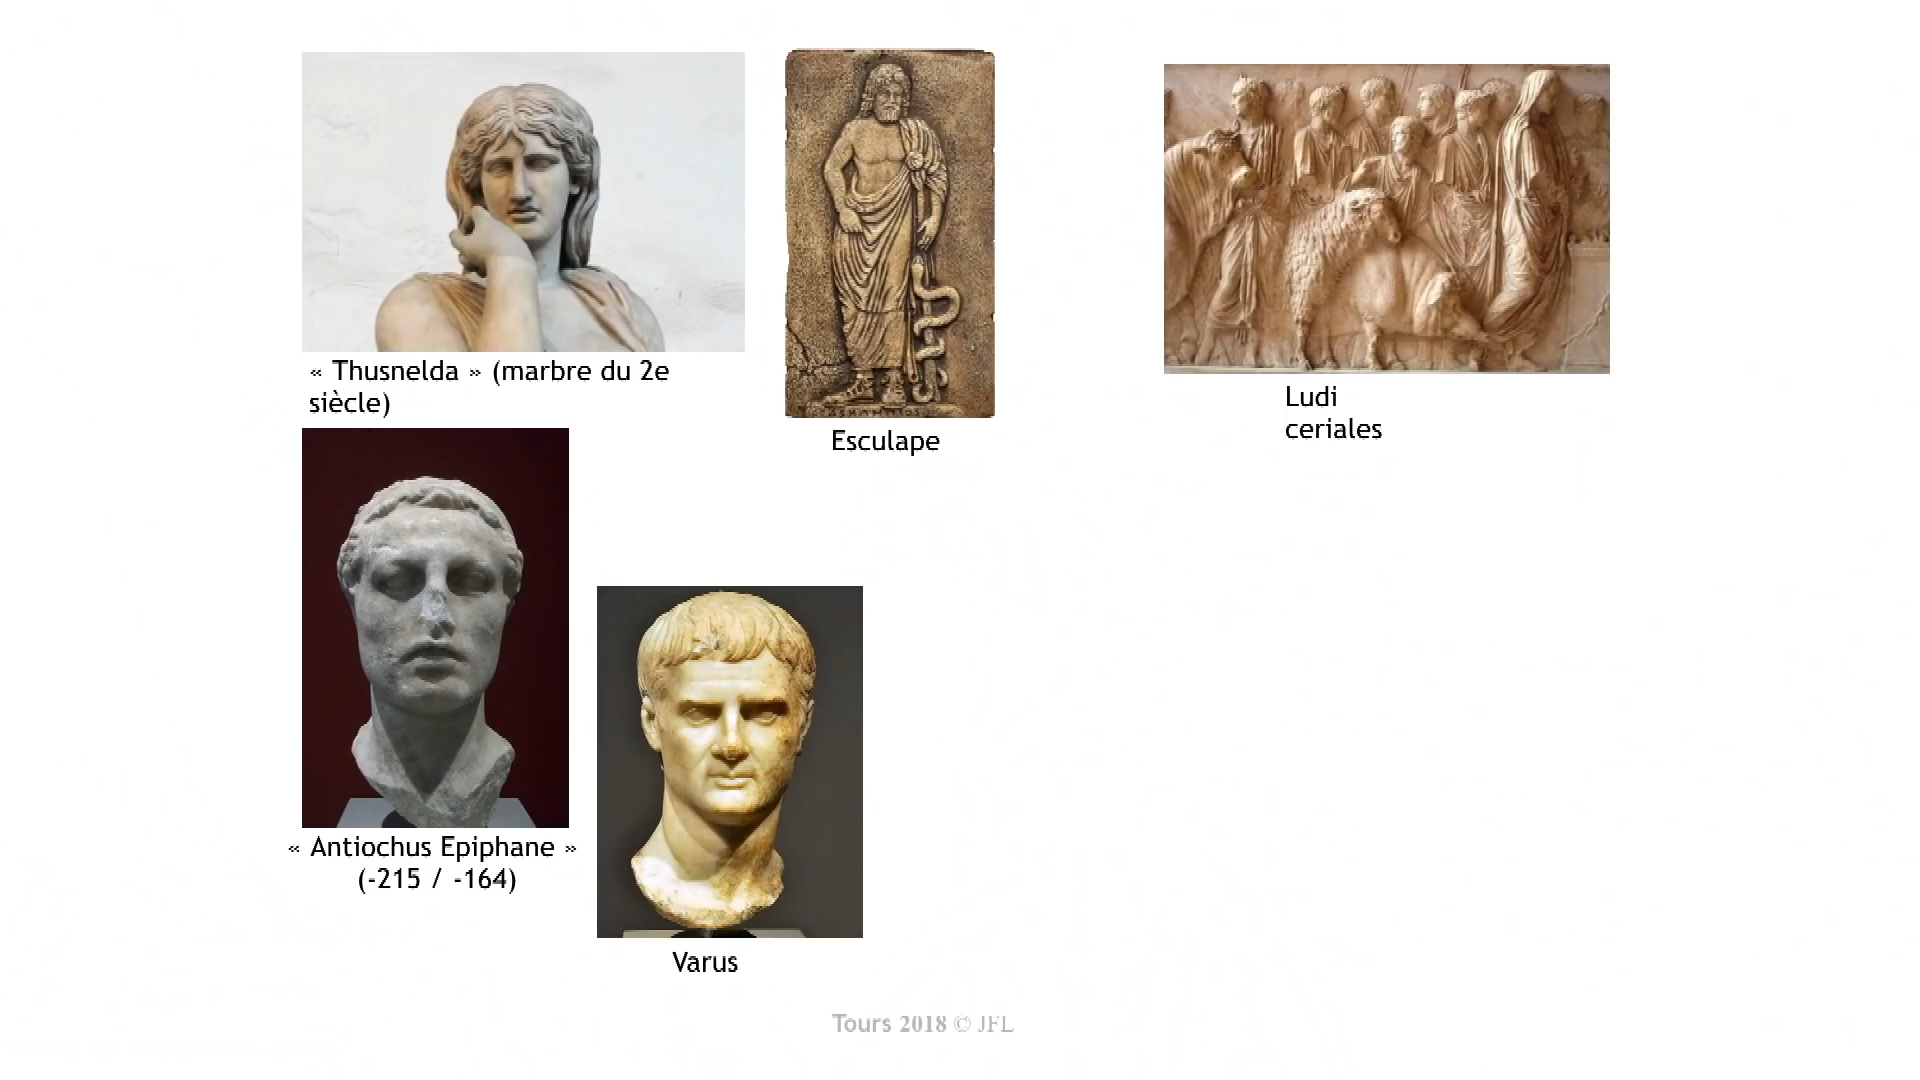 « Thusnelda » (marbre du 2e
siècle)
Esculape
Ludi
ceriales
« Antiochus Epiphane »
(-215 / -164)
Varus
Tours 2018 © JFL